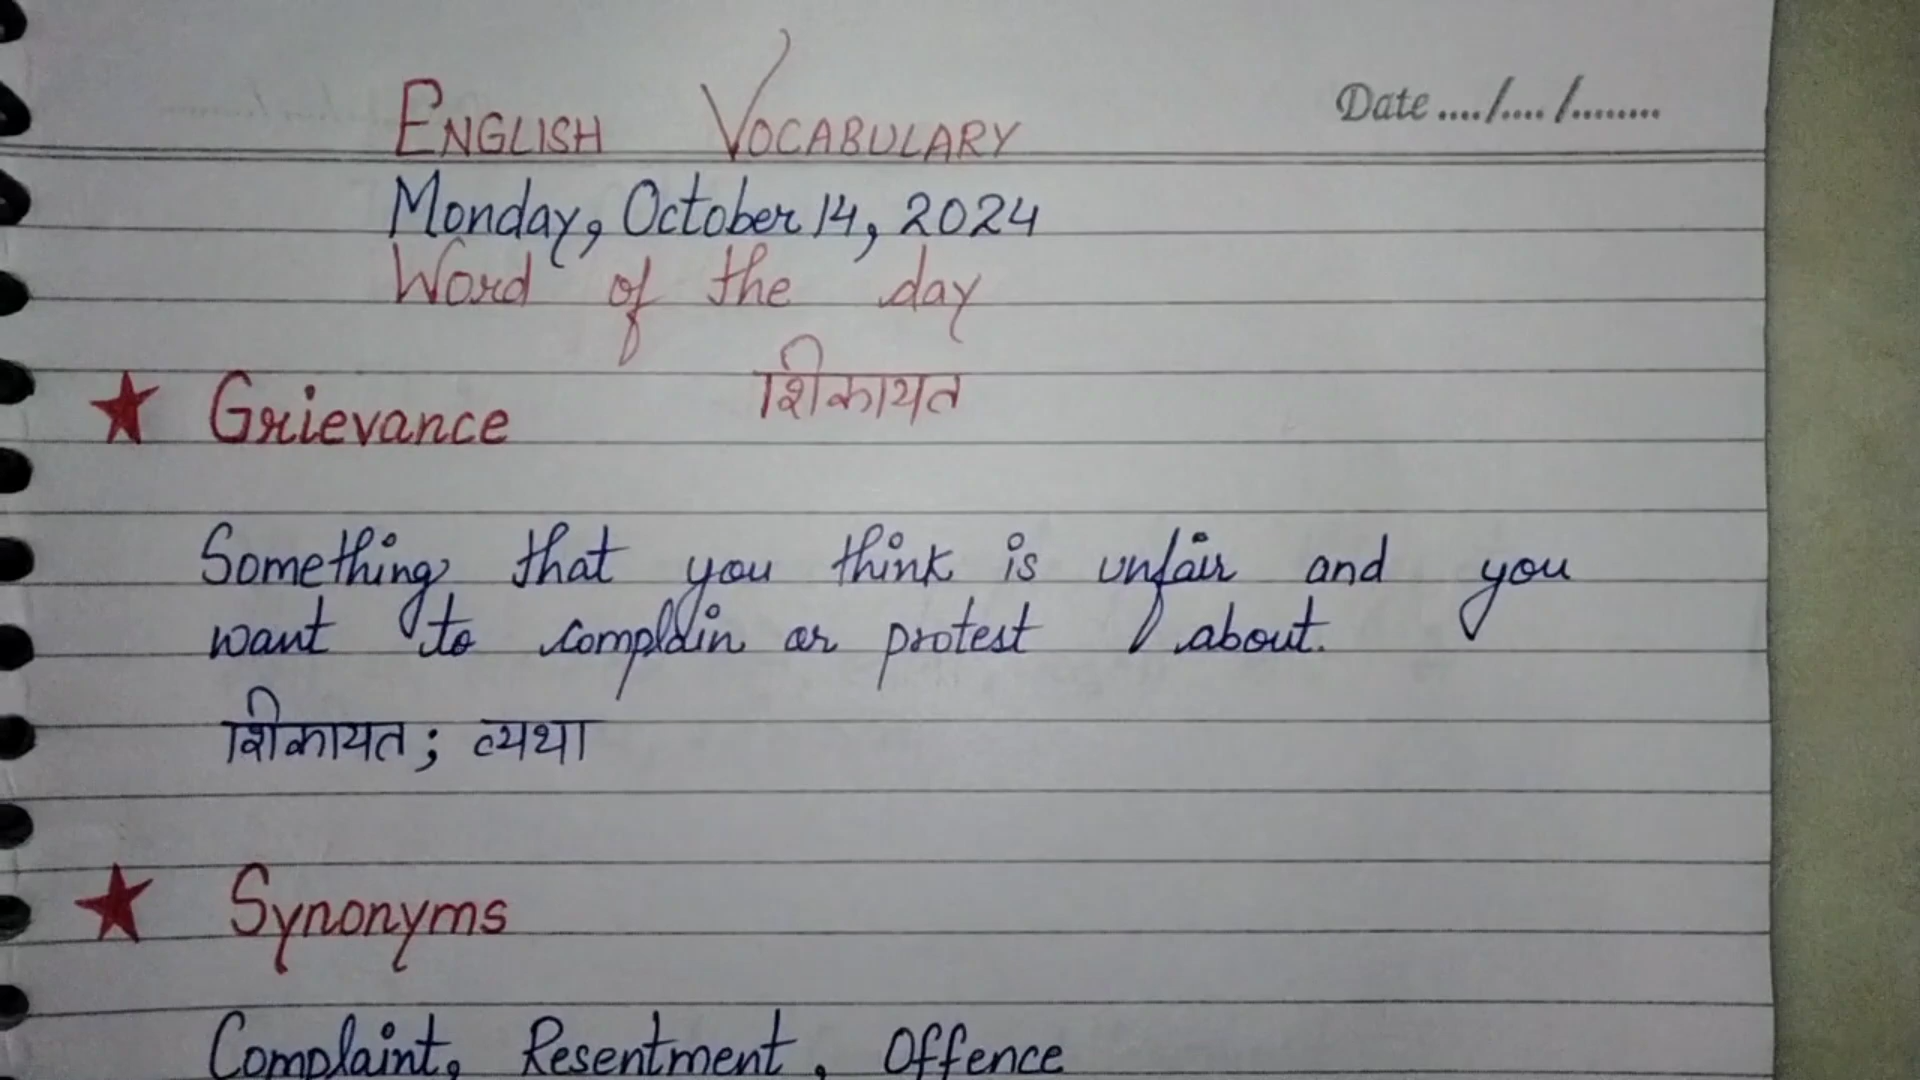 ENGLISH VOCABULARY
Date ..../..../........
Monday, October 14, 2024
Word of the day
★ Grievance शिकायत
Something that you think is unfair and you
want to complain or protest about.
शिकायत; व्यथा
★ Synonyms
Complaint, Resentment, Offence